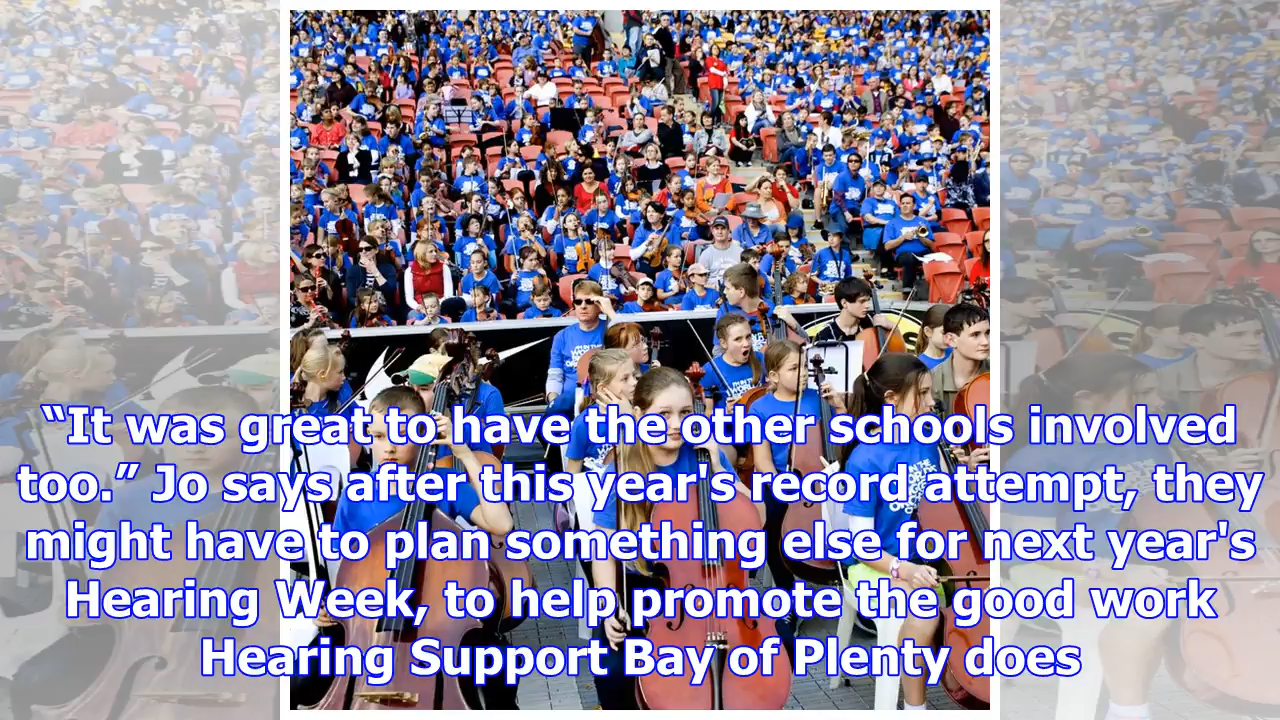 “It was great to have the other schools involved
too.” Jo says after this year's record attempt, they
might have to plan something else for next year's
Hearing Week, to help promote the good work
Hearing Support Bay of Plenty does